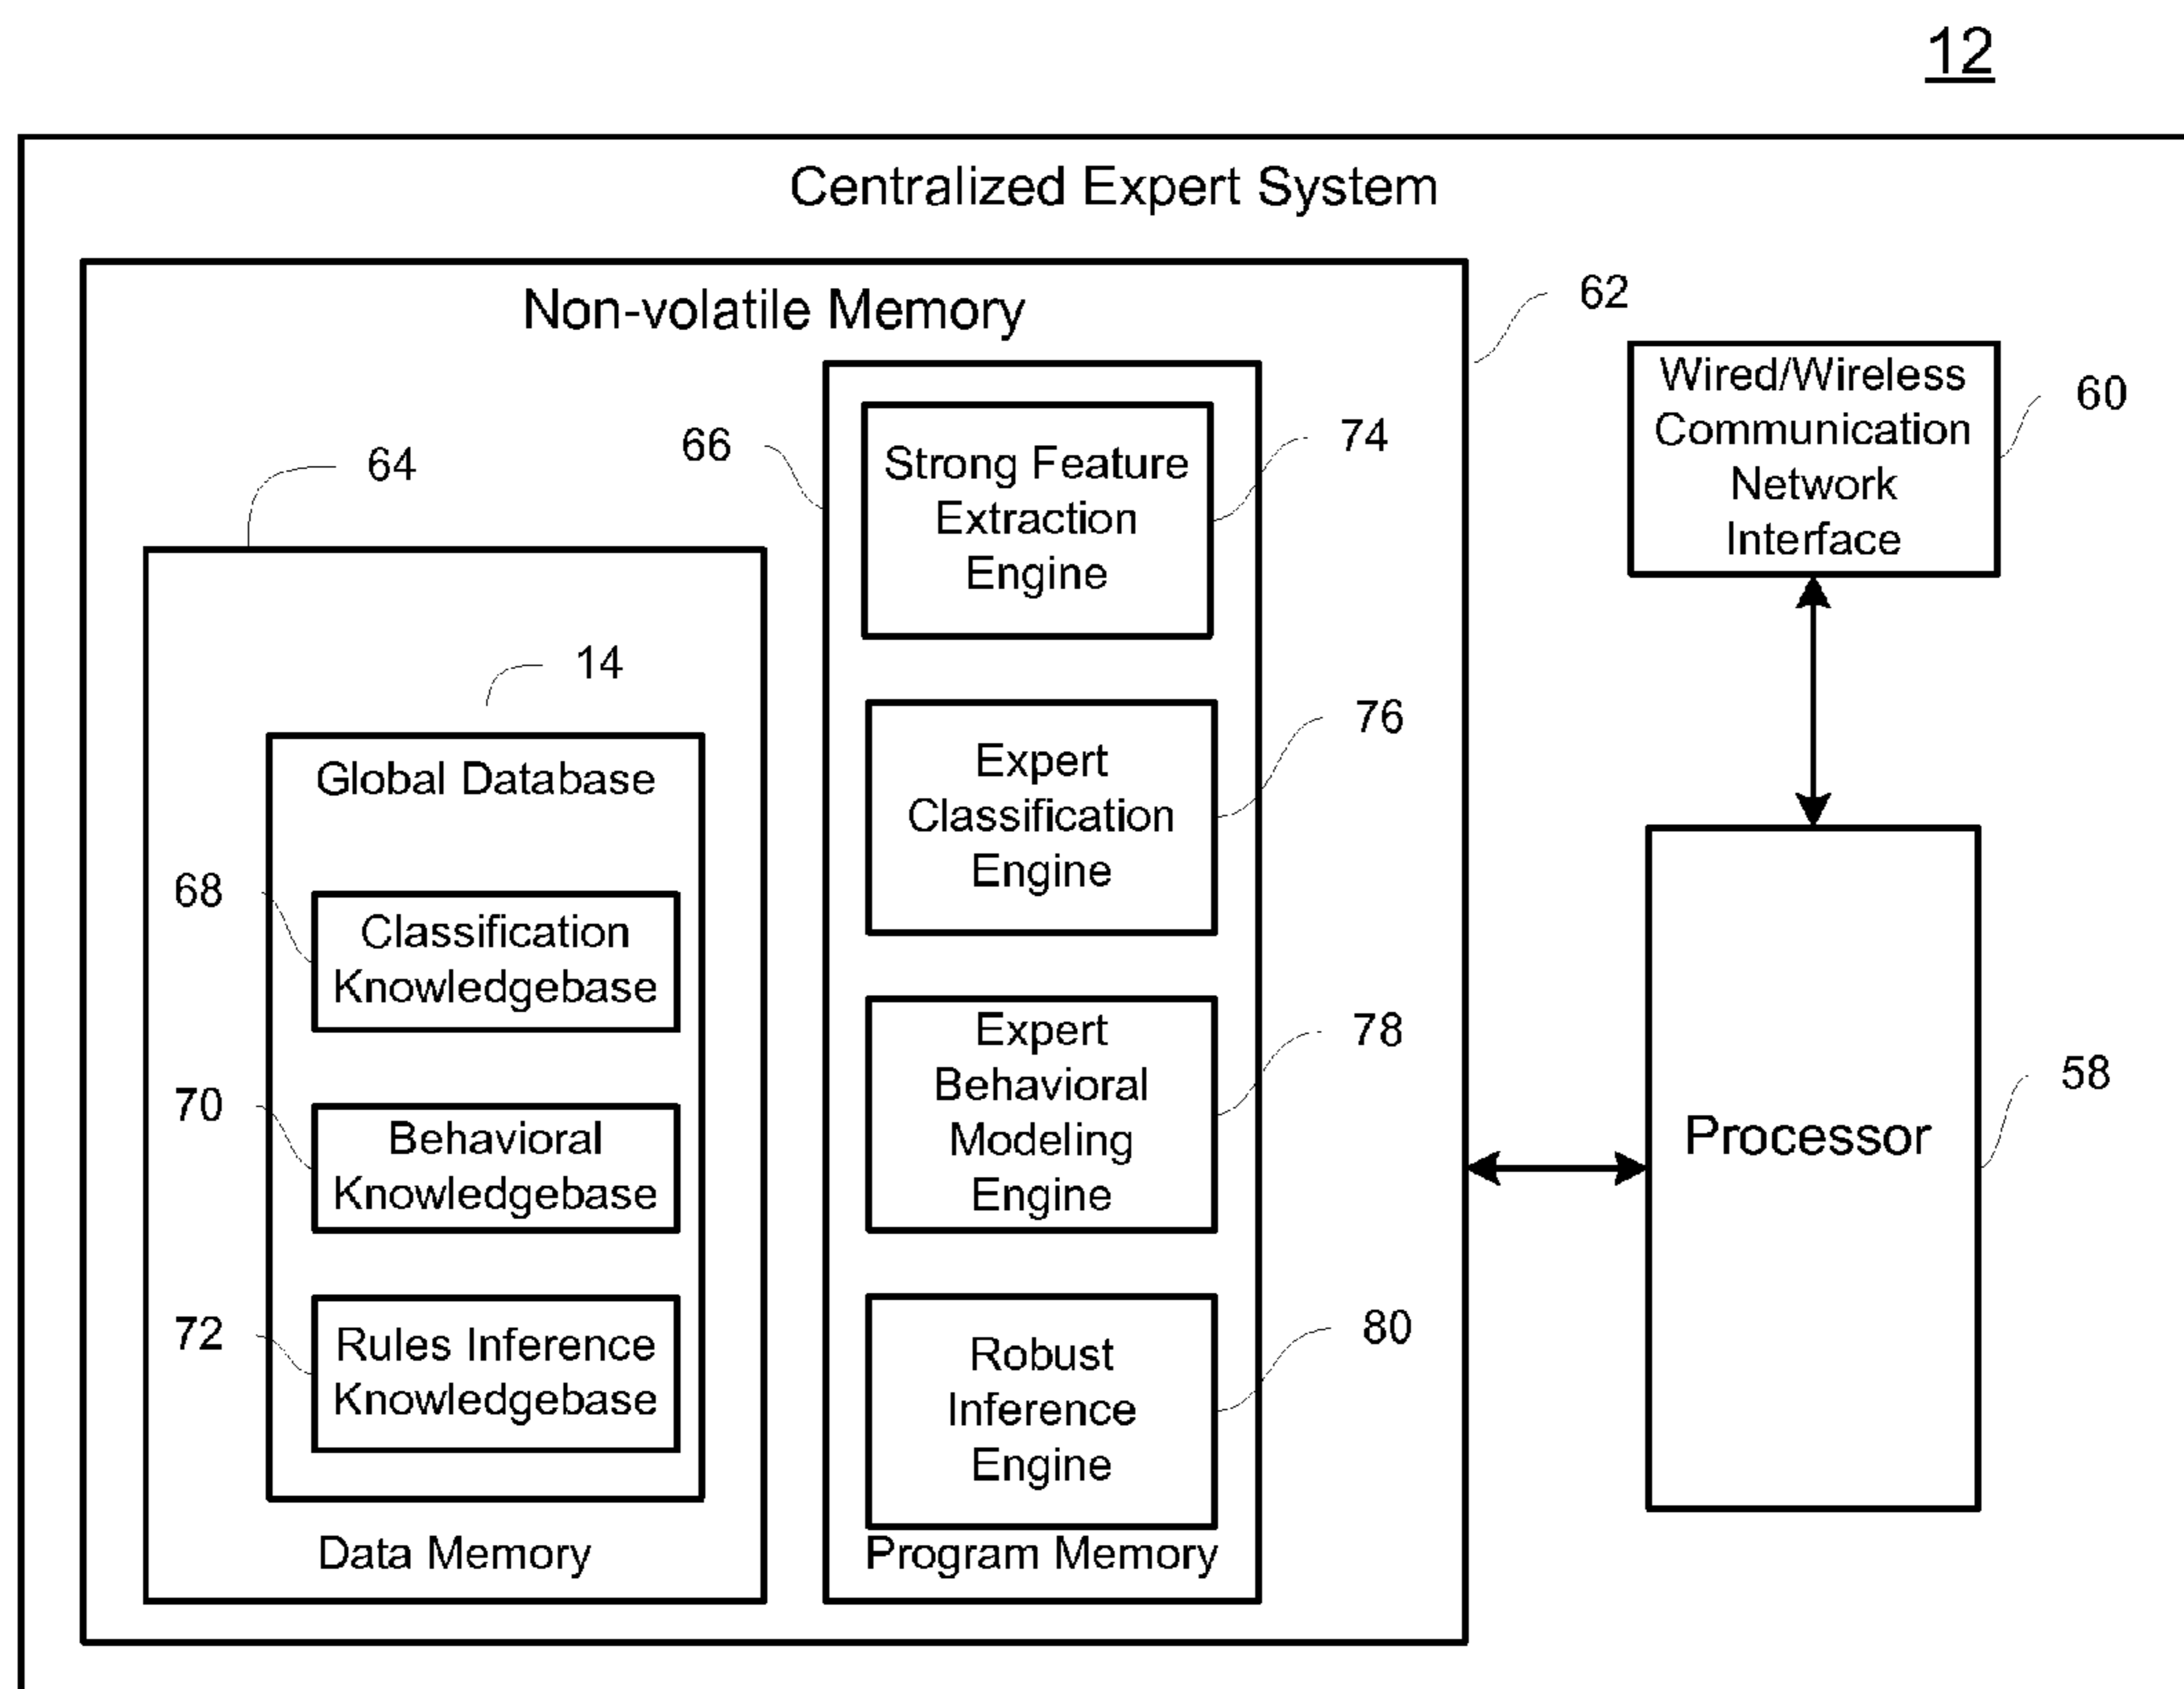 12
Centralized Expert System
Non-volatile Memory
62
64
14
Global Database
68
Classification
Knowledgebase
70
Behavioral
Knowledgebase
72
Rules Inference
Knowledgebase
Data Memory
66
Strong Feature
Extraction
Engine
74
Expert
Classification
Engine
76
Expert
Behavioral
Modeling
Engine
78
Robust
Inference
Engine
80
Program Memory
Wired/Wireless
Communication
Network
Interface
60
Processor
58